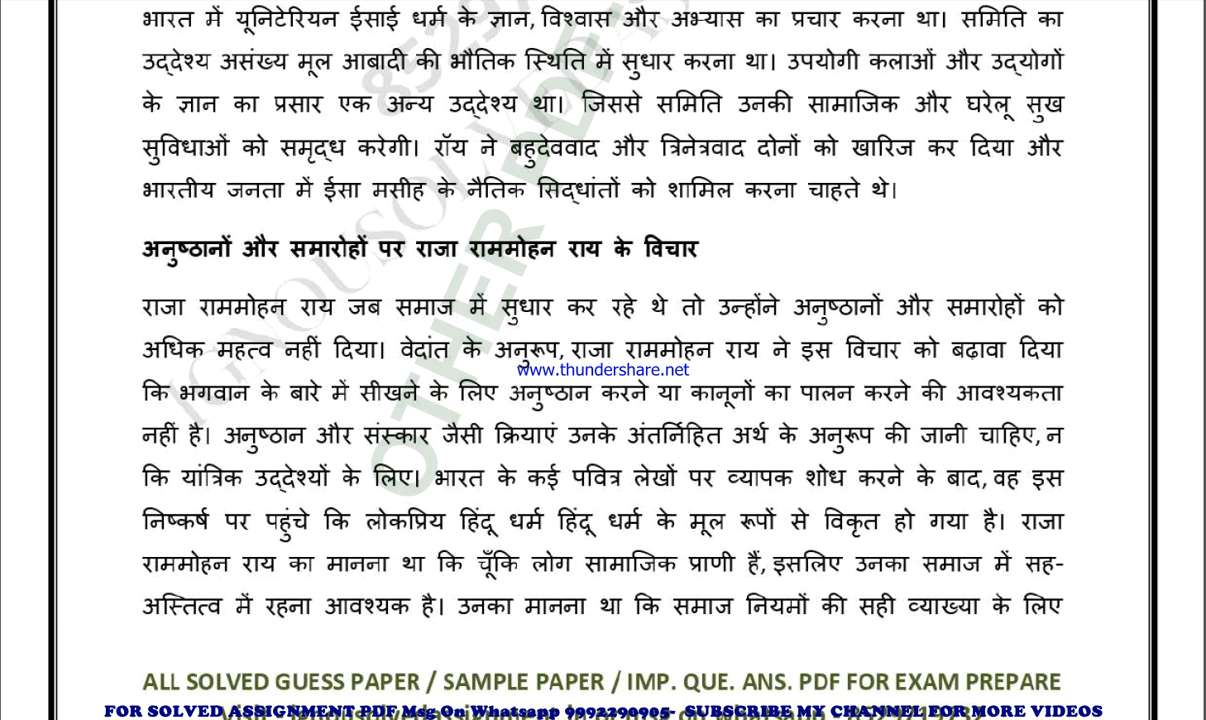 भारत में यूनिटेरियन ईसाई धर्म के ज्ञान, विश्वास और अभ्यास का प्रचार करना था। समिति का
उद्देश्य असंख्य मूल आबादी की भौतिक स्थिति में सुधार करना था। उपयोगी कलाओं और उद्योगों
के ज्ञान का प्रसार एक अन्य उद्देश्य था। जिससे समिति उनकी सामाजिक और घरेलू सुख
सुविधाओं को समृद्ध करेगी। रॉय ने बहुदेववाद और त्रिनेत्रवाद दोनों को खारिज कर दिया और
भारतीय जनता में ईसा मसीह के नैतिक सिद्धांतों को शामिल करना चाहते थे।
अनुष्ठानों और समारोहों पर राजा राममोहन राय के विचार
राजा राममोहन राय जब समाज में सुधार कर रहे थे तो उन्होंने अनुष्ठानों और समारोहों को
अधिक महत्व नहीं दिया। वेदांत के अनुरूप, राजा राममोहन राय ने इस विचार को बढ़ावा दिया
www.thundershare.net
कि भगवान के बारे में सीखने के लिए अनुष्ठान करने या कानूनों का पालन करने की आवश्यकता
नहीं है। अनुष्ठान और संस्कार जैसी क्रियाएं उनके अंतर्निहित अर्थ के अनुरूप की जानी चाहिए, न
कि यांत्रिक उद्देश्यों के लिए। भारत के कई पवित्र लेखों पर व्यापक शोध करने के बाद, वह इस
निष्कर्ष पर पहुंचे कि लोकप्रिय हिंदू धर्म हिंदू धर्म के मूल रूपों से विकृत हो गया है। राजा
राममोहन राय का मानना था कि चूँकि लोग सामाजिक प्राणी हैं, इसलिए उनका समाज में सह-
अस्तित्व में रहना आवश्यक है। उनका मानना था कि समाज नियमों की सही व्याख्या के लिए
OTHER PDF
ALL SOLVED GUESS PAPER / SAMPLE PAPER / IMP. QUE. ANS. PDF FOR EXAM PREPARE
FOR SOLVED ASSIGNMENT PDF Msg On Whatsapp 9992290905- SUBSCRIBE MY CHANNEL FOR MORE VIDEOS